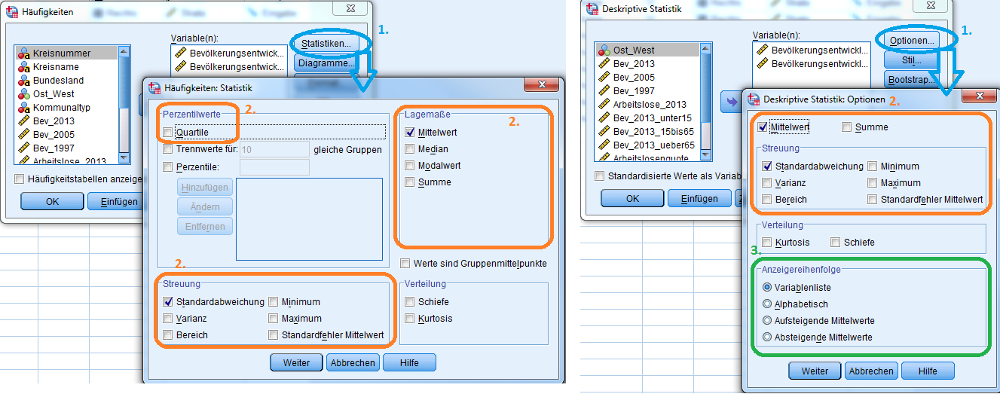 Häufigkeiten
1.
Variable(n):
Kreisnummer
Kreisname
Bundesland
Ost_West
Kommunaltyp
Bev_2013
Bev_2005
Bev_1997
Arbeitslose_2013
Bevölkerungsentwick...
Bevölkerungsentwick...
Statistiken...
Diagramme...
Häufigkeitstabellen anzeige
OK
Einfügen
Häufigkeiten: Statistik
Perzentilwerte
2.
Quartile
Trennwerte für: 10 gleiche Gruppen
Perzentile:
Hinzufügen
Ändern
Entfernen
Lagemaße
2.
Mittelwert
Median
Modalwert
Summe
Werte sind Gruppenmittelpunkte
2.
Streuung
Standardabweichung Minimum
Varianz Maximum
Bereich Standardfehler Mittelwert
Verteilung
Schiefe
Kurtosis
Weiter Abbrechen Hilfe
Deskriptive Statistik
1.
Variable(n):
Ost_West
Bev_2013
Bev_2005
Bev_1997
Arbeitslose_2013
Bev_2013_unter15
Bev_2013_15bis65
Bev_2013_ueber65
Arbeitslosenquote
Bevölkerungsentwickl...
Bevölkerungsentwickl...
Optionen...
Stil...
Bootstrap...
Standardisierte Werte als Variab
OK
Einfügen
Deskriptive Statistik: Optionen
2.
Mittelwert Summe
Streuung
Standardabweichung Minimum
Varianz Maximum
Bereich Standardfehler Mittelwert
Verteilung
Kurtosis Schiefe
3.
Anzeigereihenfolge
Variablenliste
Alphabetisch
Aufsteigende Mittelwerte
Absteigende Mittelwerte
Weiter Abbrechen Hilfe